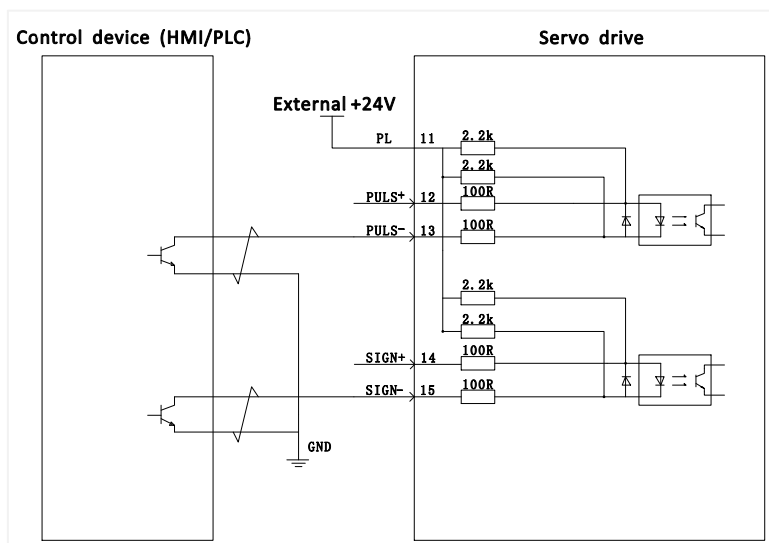 Control device (HMI/PLC)
Servo drive
External +24V
PL 11 2.2k
2.2k
PULS+ 12 100R
PULS- 13 100R
2.2k
2.2k
SIGN+ 14 100R
SIGN- 15 100R
GND